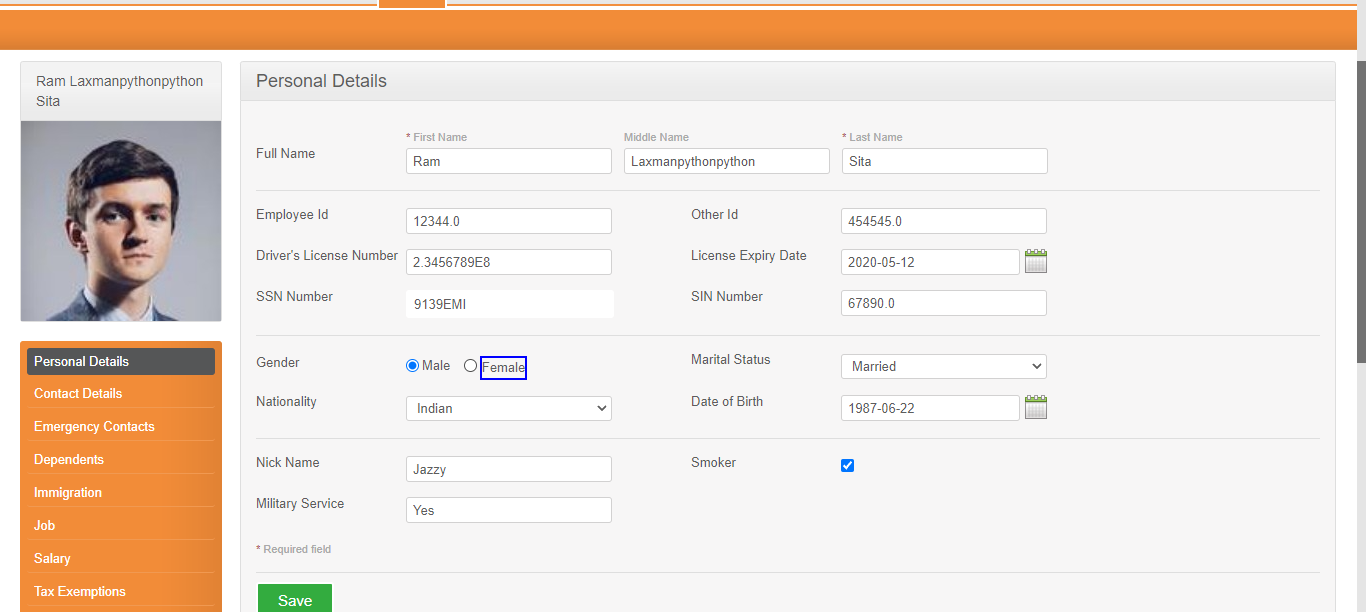 Ram Laxmanpythonpython
Sita
Personal Details
Contact Details
Emergency Contacts
Dependents
Immigration
Job
Salary
Tax Exemptions
Personal Details
* First Name Middle Name * Last Name
Full Name Ram Laxmanpythonpython Sita
Employee Id 12344.0 Other Id 454545.0
Driver's License Number 2.3456789E8 License Expiry Date 2020-05-12
SSN Number 9139EMI SIN Number 67890.0
Gender Male Female Marital Status Married
Nationality Indian Date of Birth 1987-06-22
Nick Name Jazzy Smoker
Military Service Yes
* Required field
Save